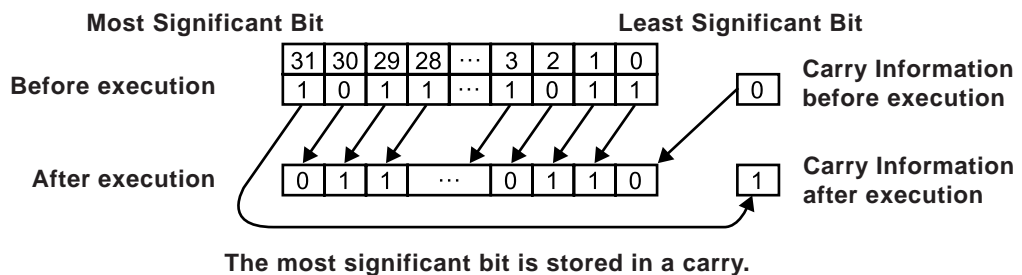 Most Significant Bit Least Significant Bit
31 30 29 28 ... 3 2 1 0
Before execution 1 0 1 1 ... 1 0 1 1 0 Carry Information before execution
After execution 0 1 1 ... 0 1 1 0 1 Carry Information after execution
The most significant bit is stored in a carry.